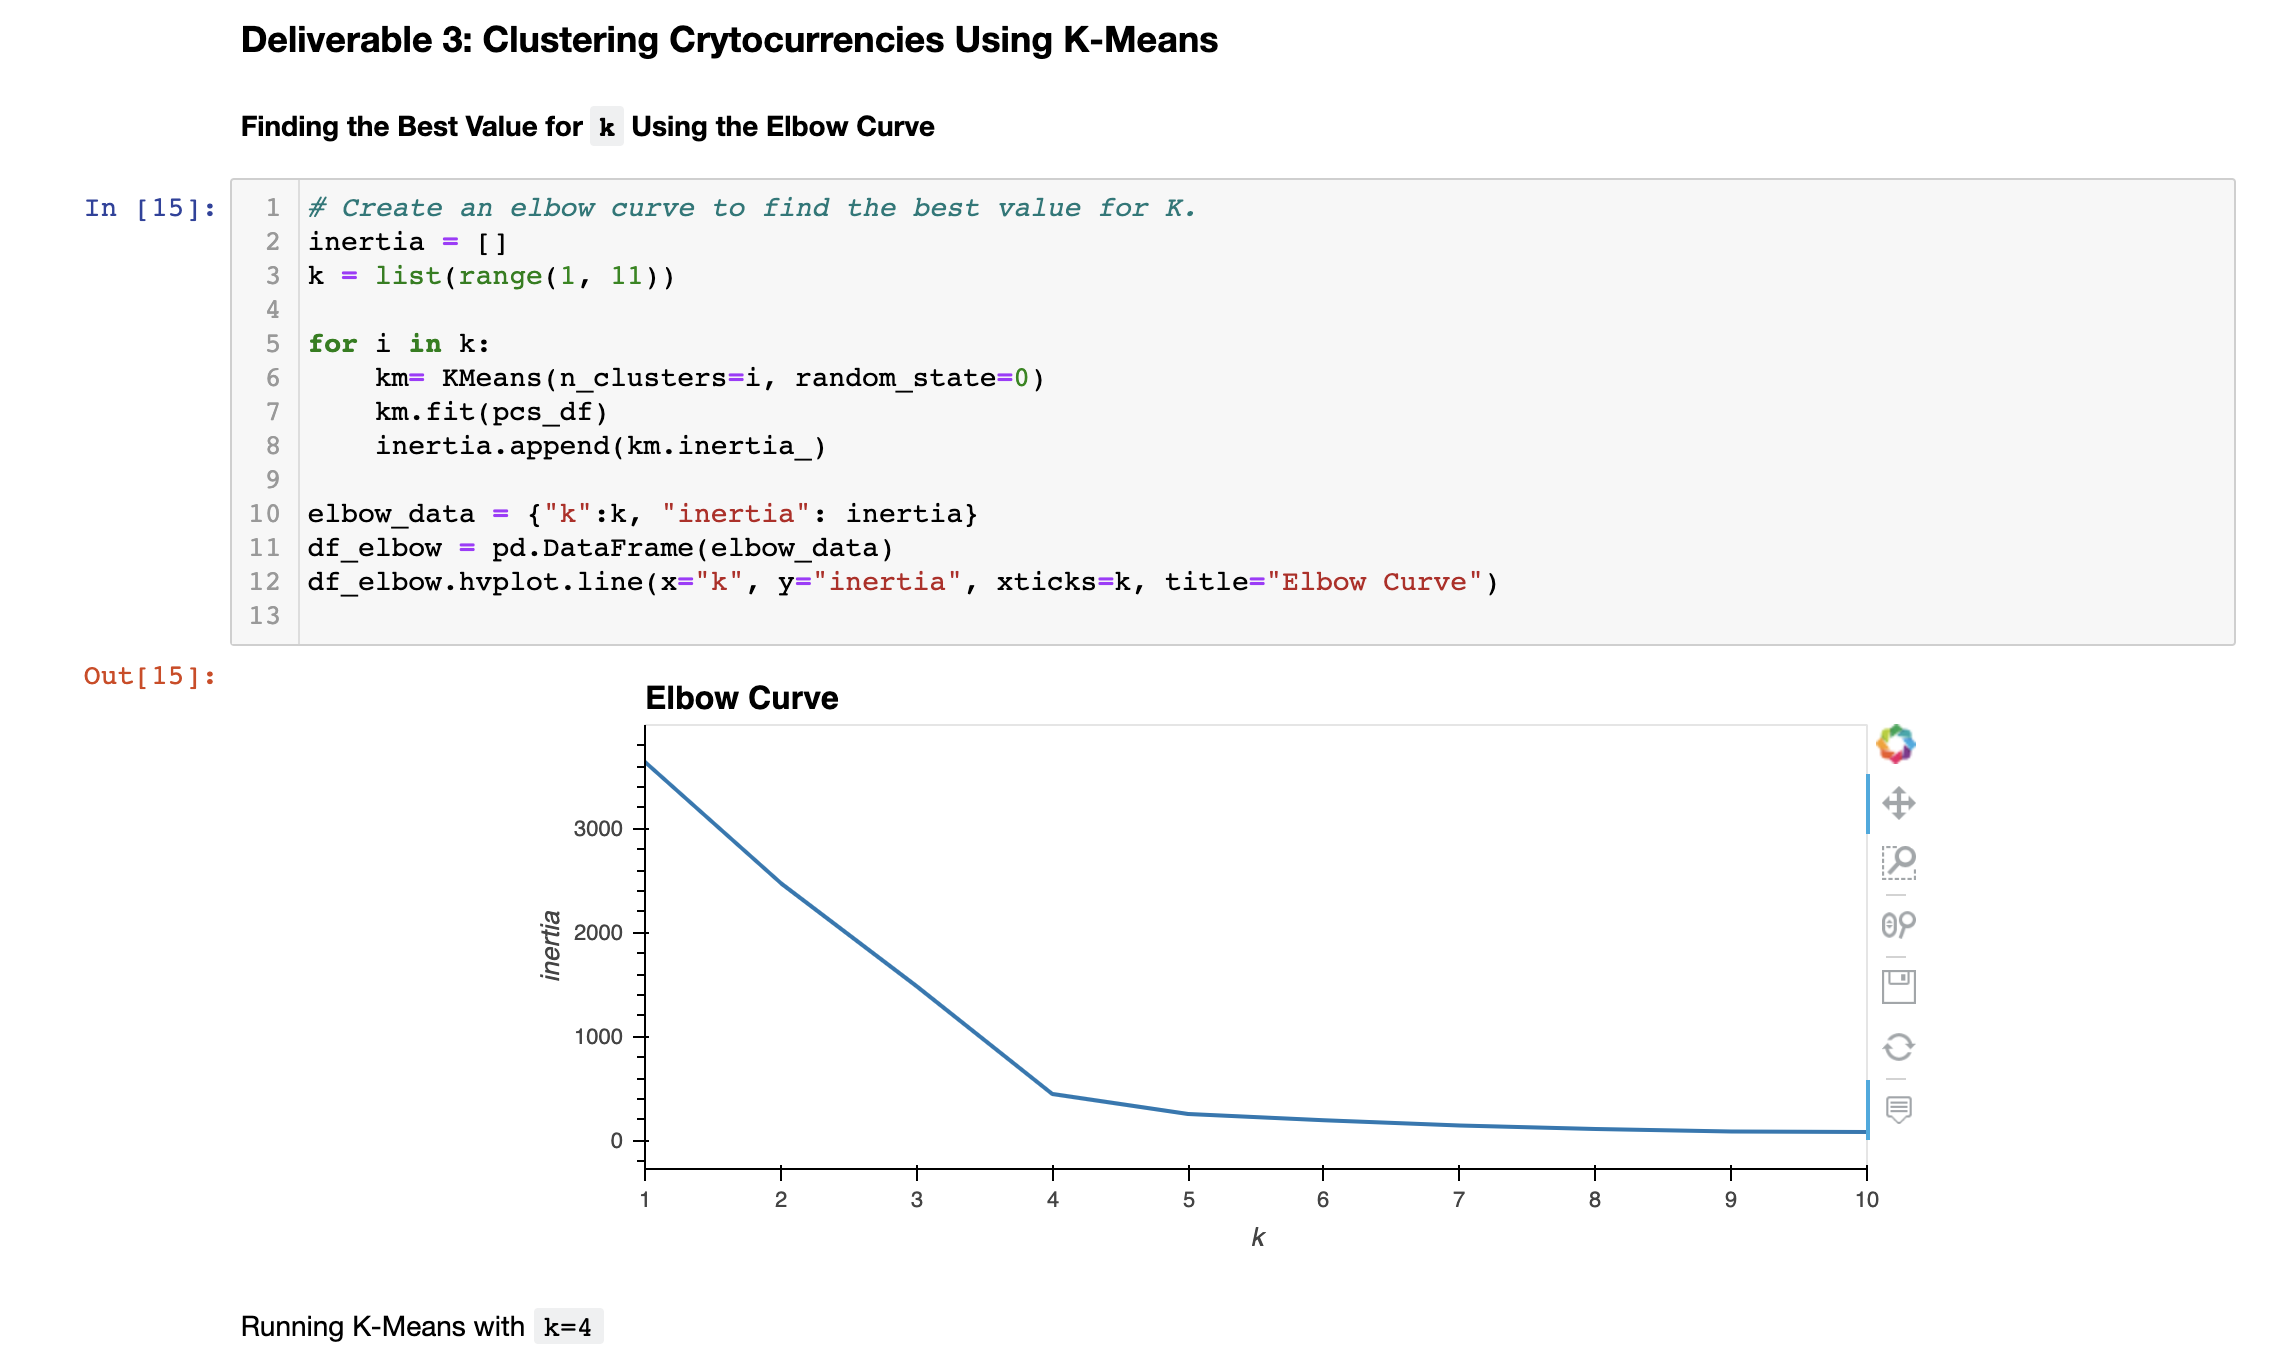 Deliverable 3: Clustering Crytocurrencies Using K-Means
Finding the Best Value for k Using the Elbow Curve
In [15]:
1 # Create an elbow curve to find the best value for K.
2 inertia = []
3 k = list(range(1, 11))
4
5 for i in k:
6     km= KMeans(n_clusters=i, random_state=0)
7     km.fit(pcs_df)
8     inertia.append(km.inertia_)
9
10 elbow_data = {"k":k, "inertia": inertia}
11 df_elbow = pd.DataFrame(elbow_data)
12 df_elbow.hvplot.line(x="k", y="inertia", xticks=k, title="Elbow Curve")
13
Out[15]:
Elbow Curve
3000
2000
1000
0
inertia
1 2 3 4 5 6 7 8 9 10
k
Running K-Means with k=4